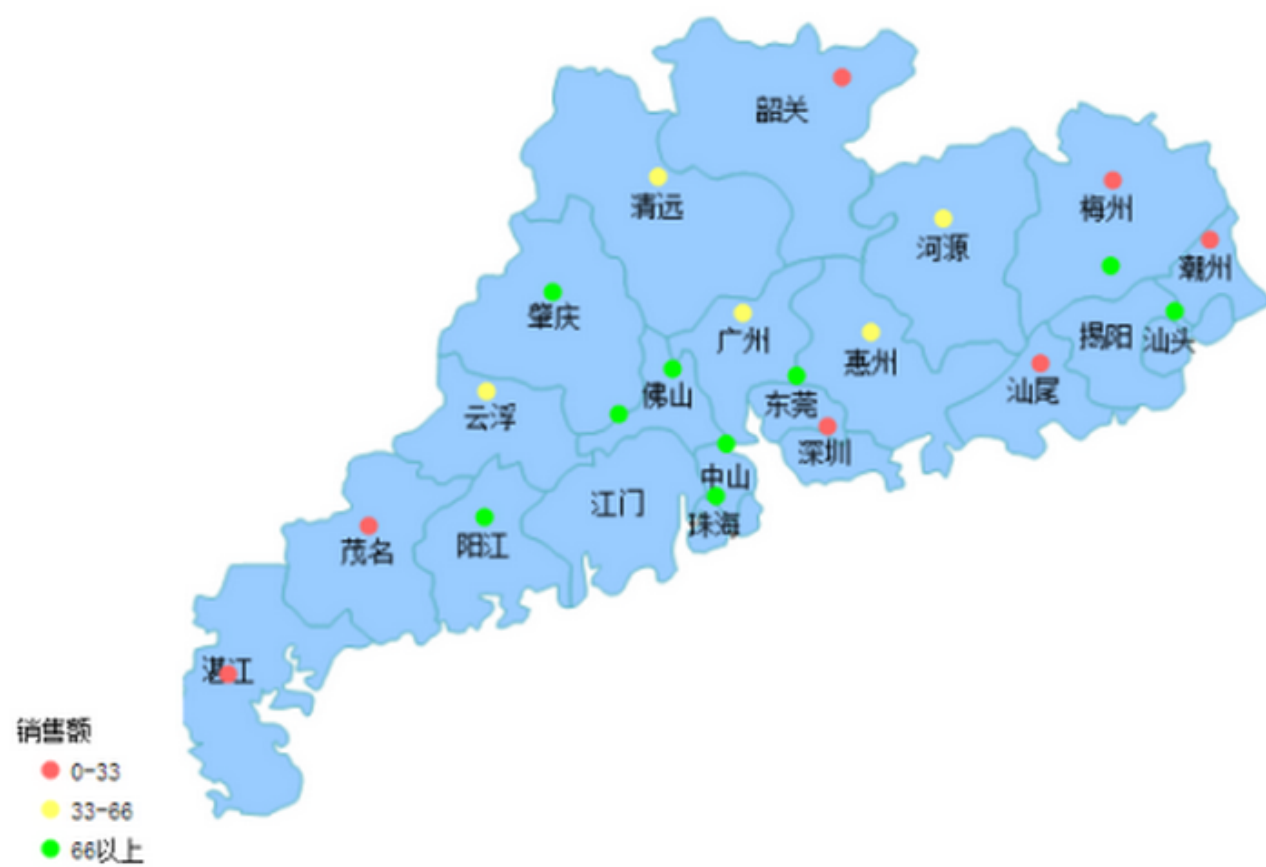 韶关
清远
梅州
河源
潮州
肇庆
广州
揭阳
汕头
惠州
佛山
东莞
汕尾
云浮
深圳
中山
江门
珠海
阳江
茂名
湛江
销售额
0-33
33-66
66以上